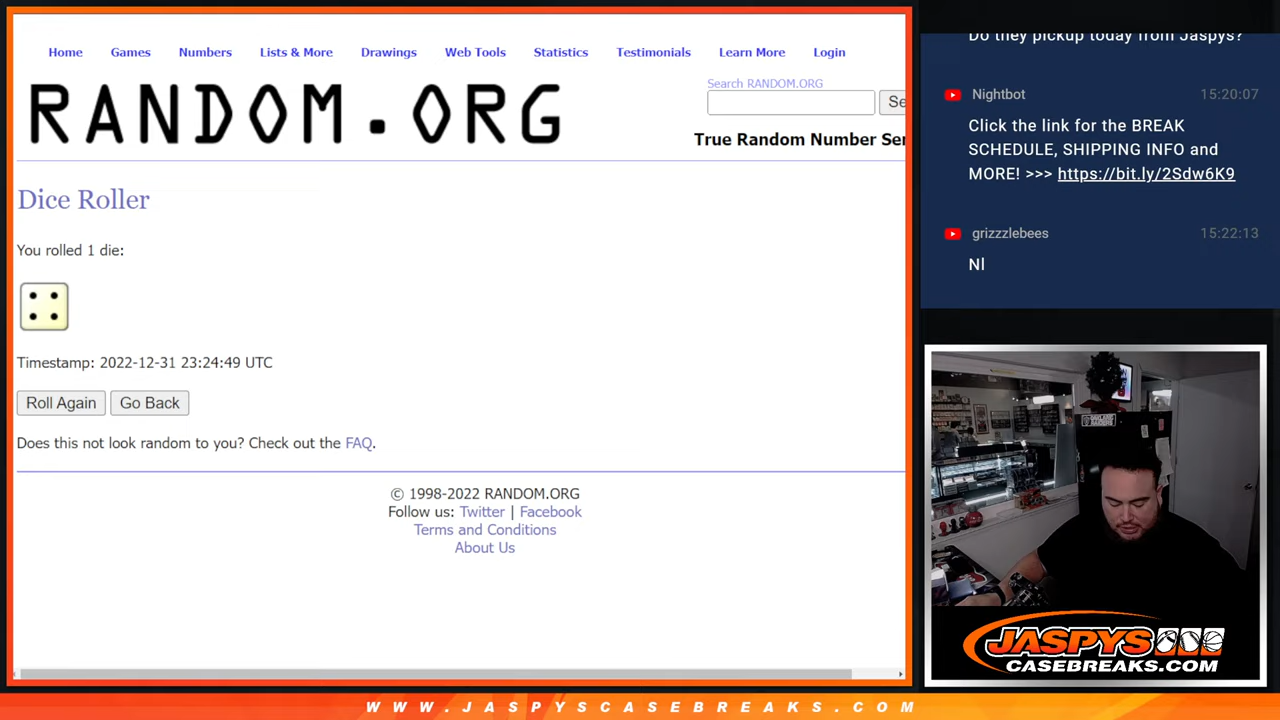 Home Games Numbers Lists & More Drawings Web Tools Statistics Testimonials Learn More Login
RANDOM.ORG
Search RANDOM.ORG
Se
True Random Number Ser
Dice Roller
You rolled 1 die:
Timestamp: 2022-12-31 23:24:49 UTC
Roll Again Go Back
Does this not look random to you? Check out the FAQ.
© 1998-2022 RANDOM.ORG
Follow us: Twitter | Facebook
Terms and Conditions
About Us
Do they pickup today from Jaspys?
Nightbot 15:20:07
Click the link for the BREAK
SCHEDULE, SHIPPING INFO and
MORE! >>> https://bit.ly/2Sdw6K9
grizzzlebees 15:22:13
Nl
JASPYS
CASEBREAKS.COM
WWW.JASPYSCASEBREAKS.COM